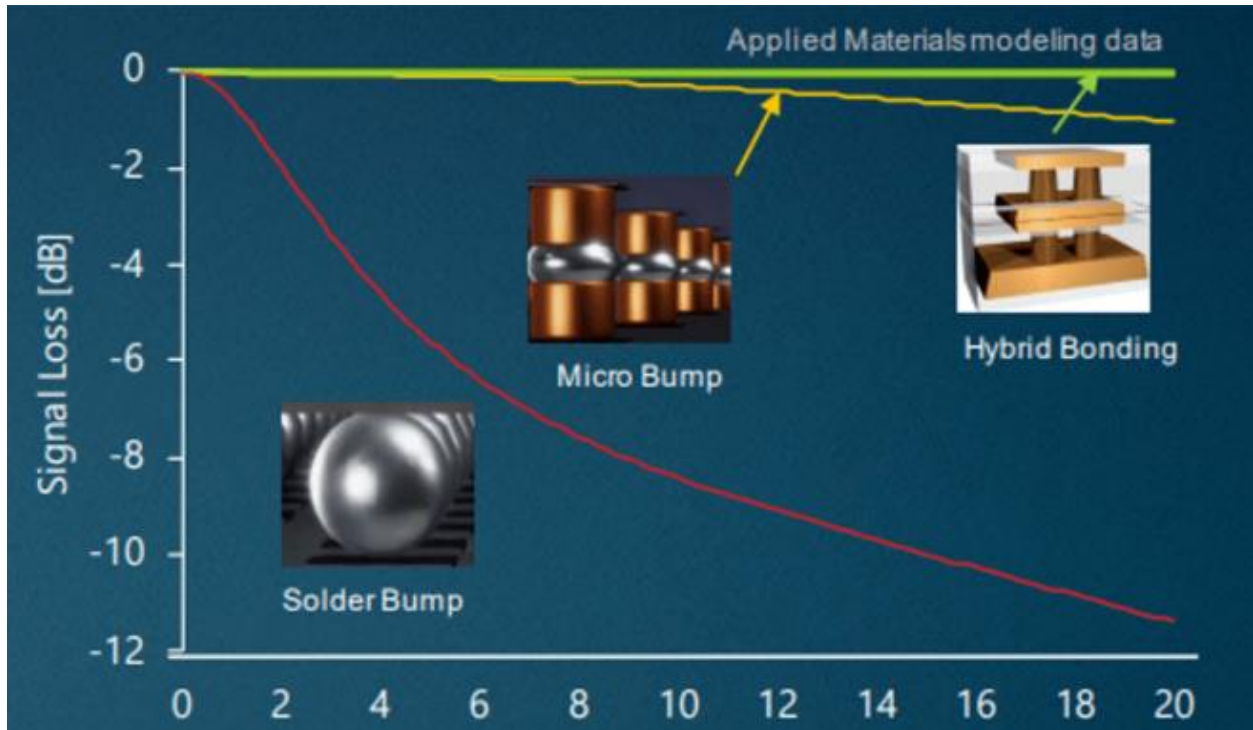 Applied Materials modeling data
0
-2
-4
-6
-8
-10
-12
Signal Loss [dB]
Micro Bump
Hybrid Bonding
Solder Bump
0 2 4 6 8 10 12 14 16 18 20